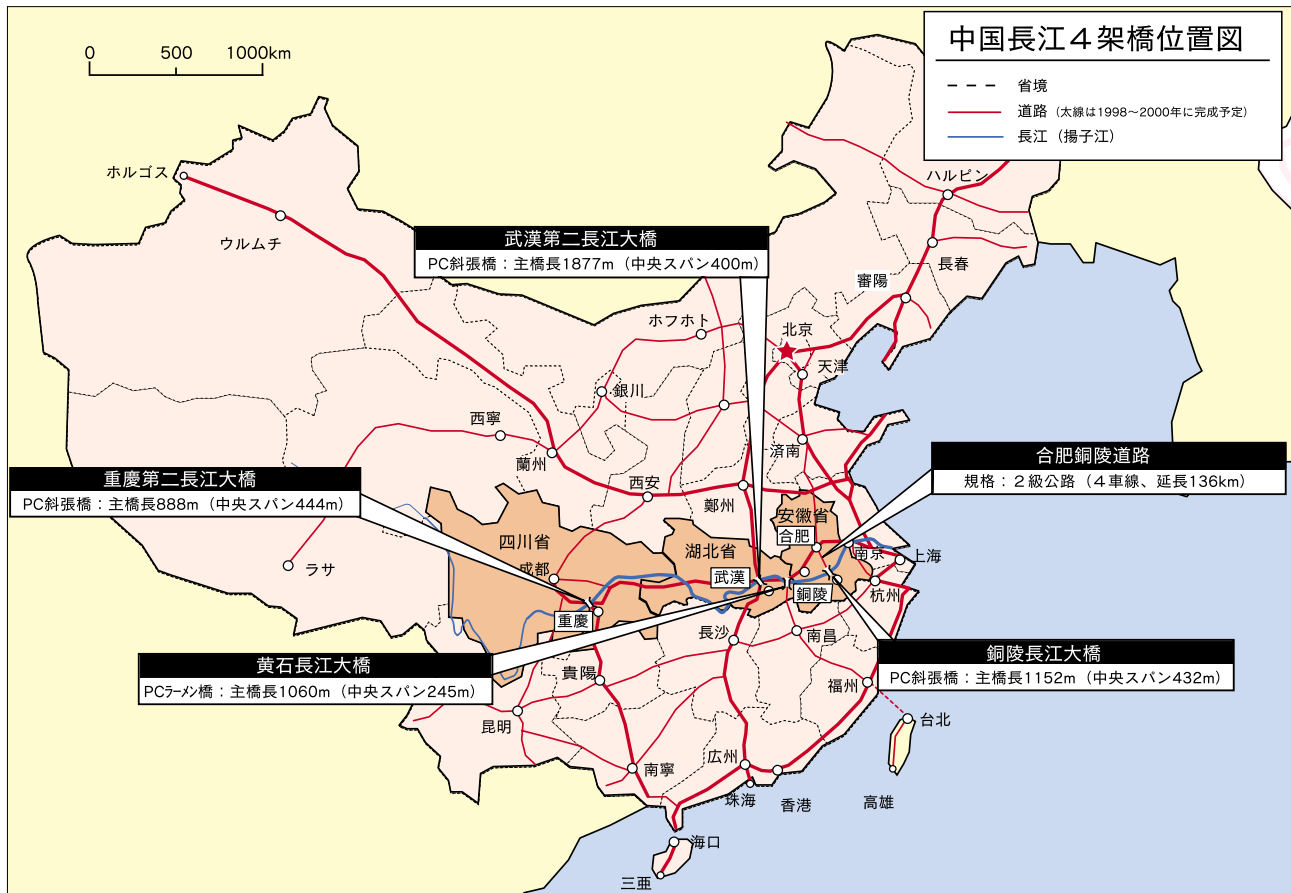 中国長江4架橋位置図
0 500 1000km
省境
道路（太線は1998～2000年に完成予定）
長江（揚子江）
ホルゴス
ハルピン
ウルムチ
武漢第二長江大橋
PC斜張橋：主橋長1877m（中央スパン400m）
長春
審陽
ホフホト
北京
天津
銀川
西寧
済南
蘭州
合肥銅陵道路
規格：２級公路（４車線、延長136km）
重慶第二長江大橋
PC斜張橋：主橋長888m（中央スパン444m）
西安
鄭州
安徽省
合肥
四川省
湖北省
南京
上海
ラサ
成都
武漢
銅陵
杭州
重慶
長沙
南昌
黄石長江大橋
PCラーメン橋：主橋長1060m（中央スパン245m）
銅陵長江大橋
PC斜張橋：主橋長1152m（中央スパン432m）
貴陽
福州
昆明
台北
広州
南寧
珠海
香港
高雄
海口
三亜